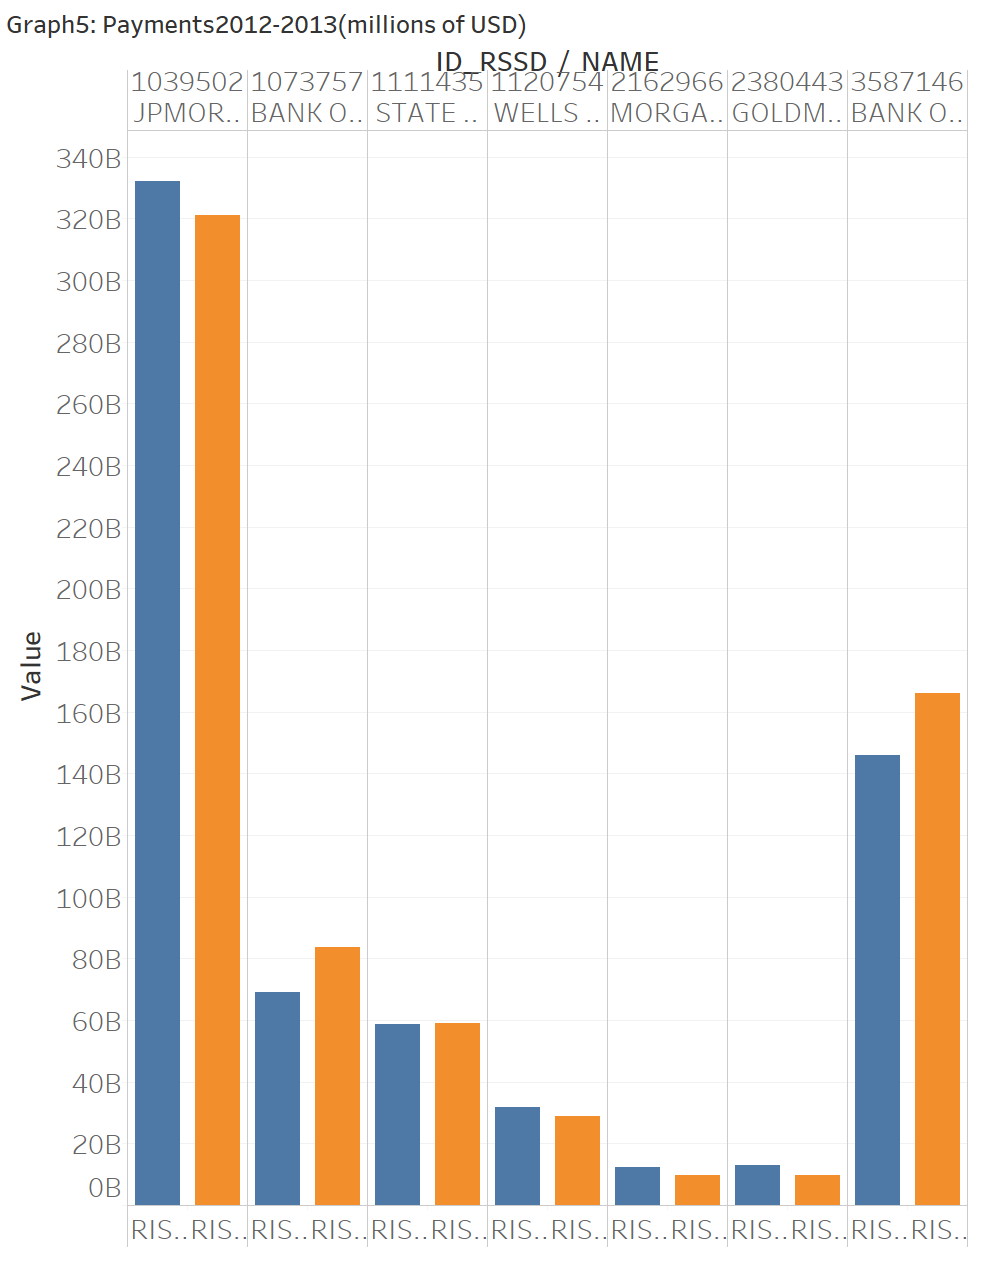 Graph5: Payments2012-2013(millions of USD)
ID_RSSD / NAME
1039502 1073757 1111435 1120754 2162966 2380443 3587146
JPMOR.. BANK O.. STATE .. WELLS .. MORGA.. GOLDM.. BANK O..
340B
320B
300B
280B
260B
240B
220B
200B
180B
160B
140B
120B
100B
80B
60B
40B
20B
0B
Value
RIS.. RIS.. RIS.. RIS.. RIS.. RIS.. RIS.. RIS.. RIS.. RIS.. RIS.. RIS.. RIS.. RIS..